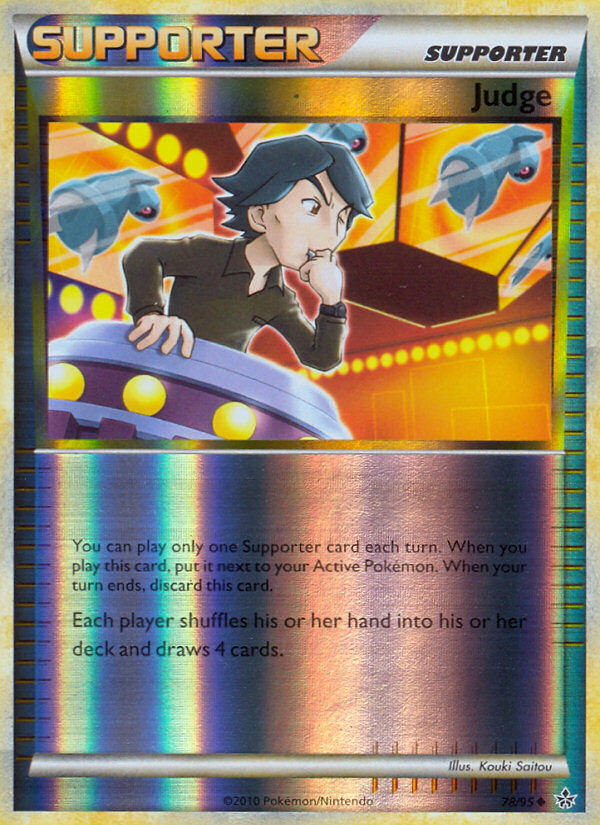 SUPPORTER
SUPPORTER
Judge
You can play only one Supporter card each turn. When you
play this card, put it next to your Active Pokémon. When your
turn ends, discard this card.
Each player shuffles his or her hand into his or her
deck and draws 4 cards.
Illus. Kouki Saitou
©2010 Pokémon/Nintendo
78/95